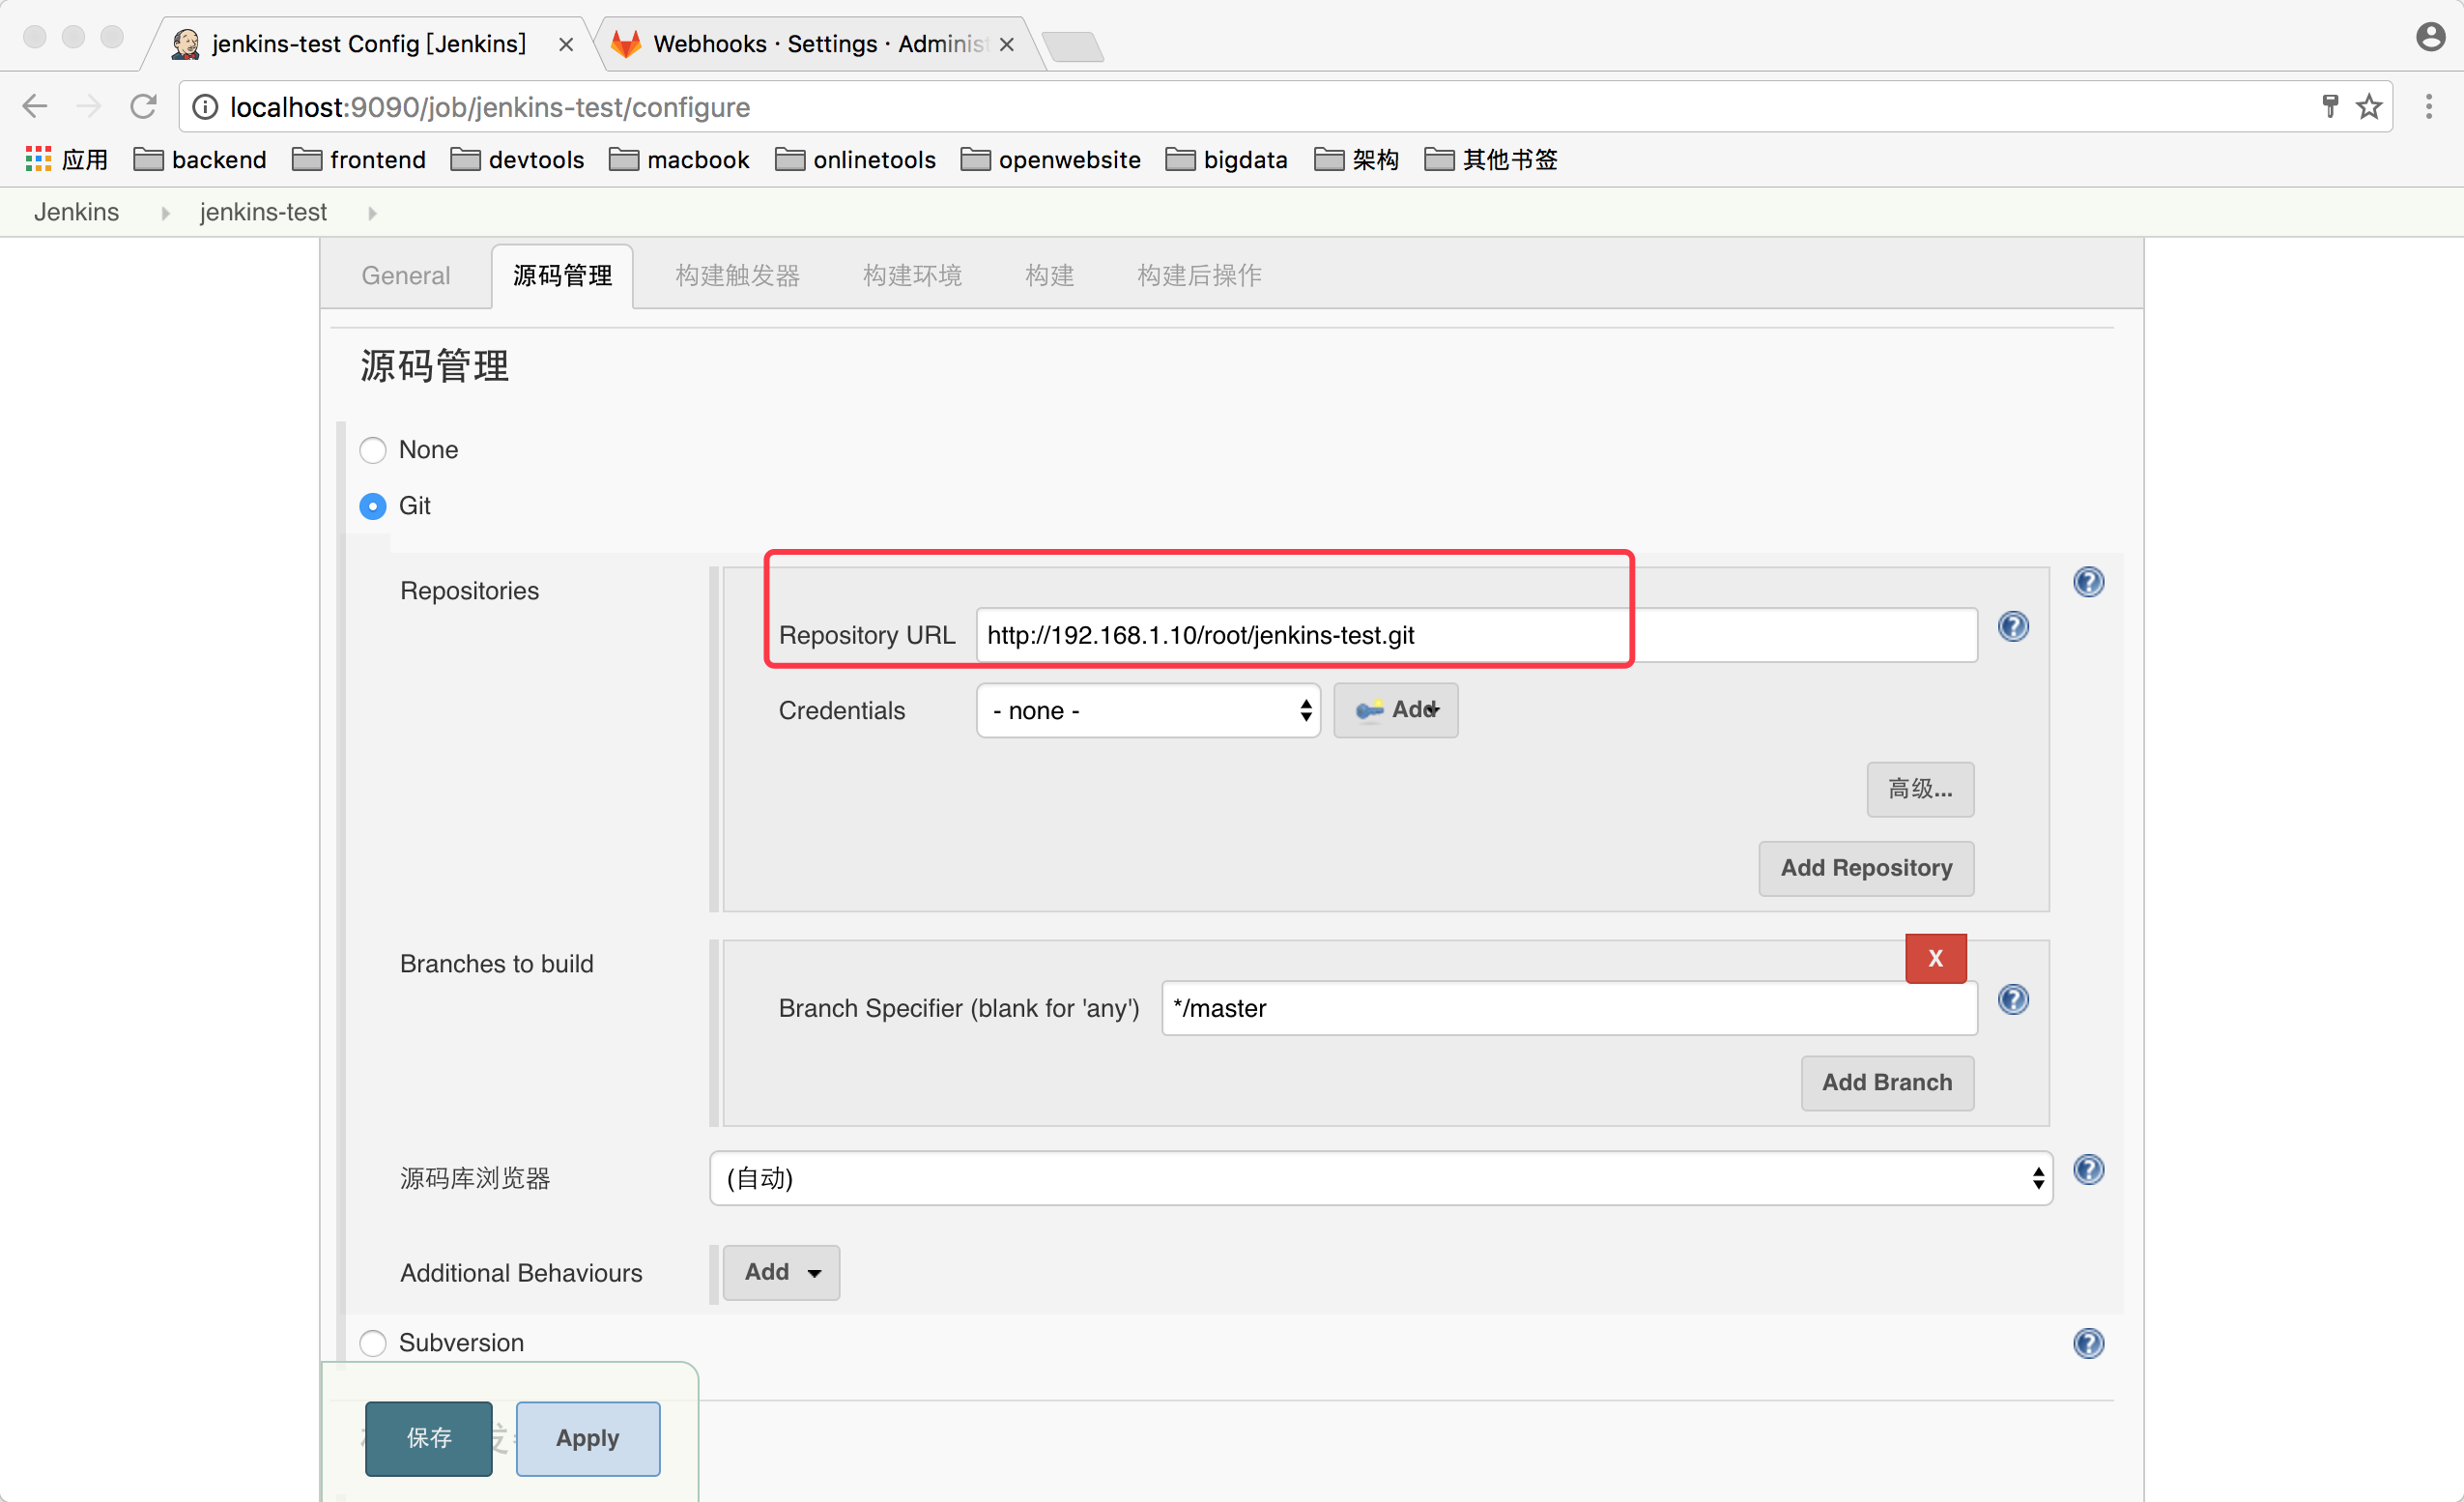 jenkins-test Config [Jenkins]
Webhooks · Settings · Adminis
localhost:9090/job/jenkins-test/configure
应用 backend frontend devtools macbook onlinetools openwebsite bigdata 架构 其他书签
Jenkins jenkins-test
General 源码管理 构建触发器 构建环境 构建 构建后操作
源码管理
None
Git
Repositories
Repository URL http://192.168.1.10/root/jenkins-test.git
Credentials - none - Add
高级...
Add Repository
Branches to build
X
Branch Specifier (blank for 'any') */master
Add Branch
源码库浏览器 (自动)
Additional Behaviours Add
Subversion
保存 Apply